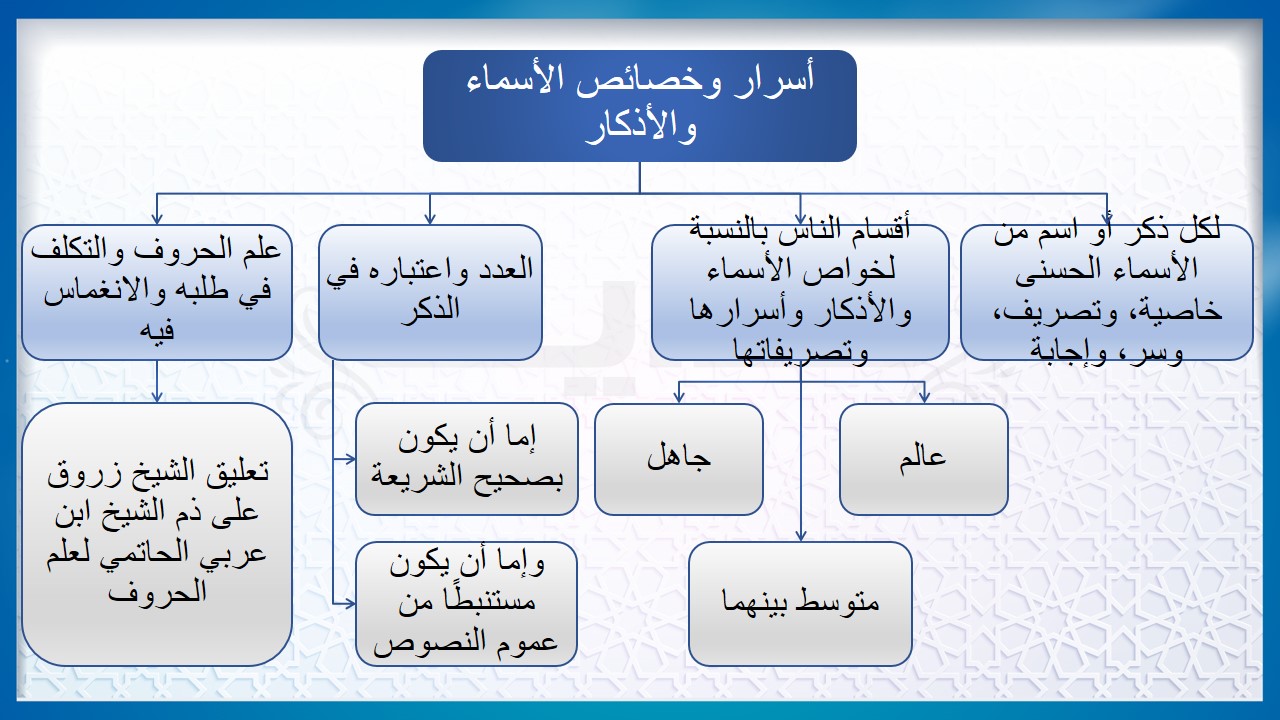 أسرار وخصائص الأسماء
والأذكار
لكل ذكر أو اسم من
الأسماء الحسنى
خاصية، وتصريف،
وسر، وإجابة
أقسام الناس بالنسبة
لخواص الأسماء
والأذكار وأسرارها
وتصريفاتها
العدد واعتباره في
الذكر
علم الحروف والتكلف
في طلبه والانغماس
فيه
عالم
جاهل
متوسط بينهما
إما أن يكون
بصحيح الشريعة
وإما أن يكون
مستنبطًا من
عموم النصوص
تعليق الشيخ زروق
على ذم الشيخ ابن
عربي الحاتمي لعلم
الحروف